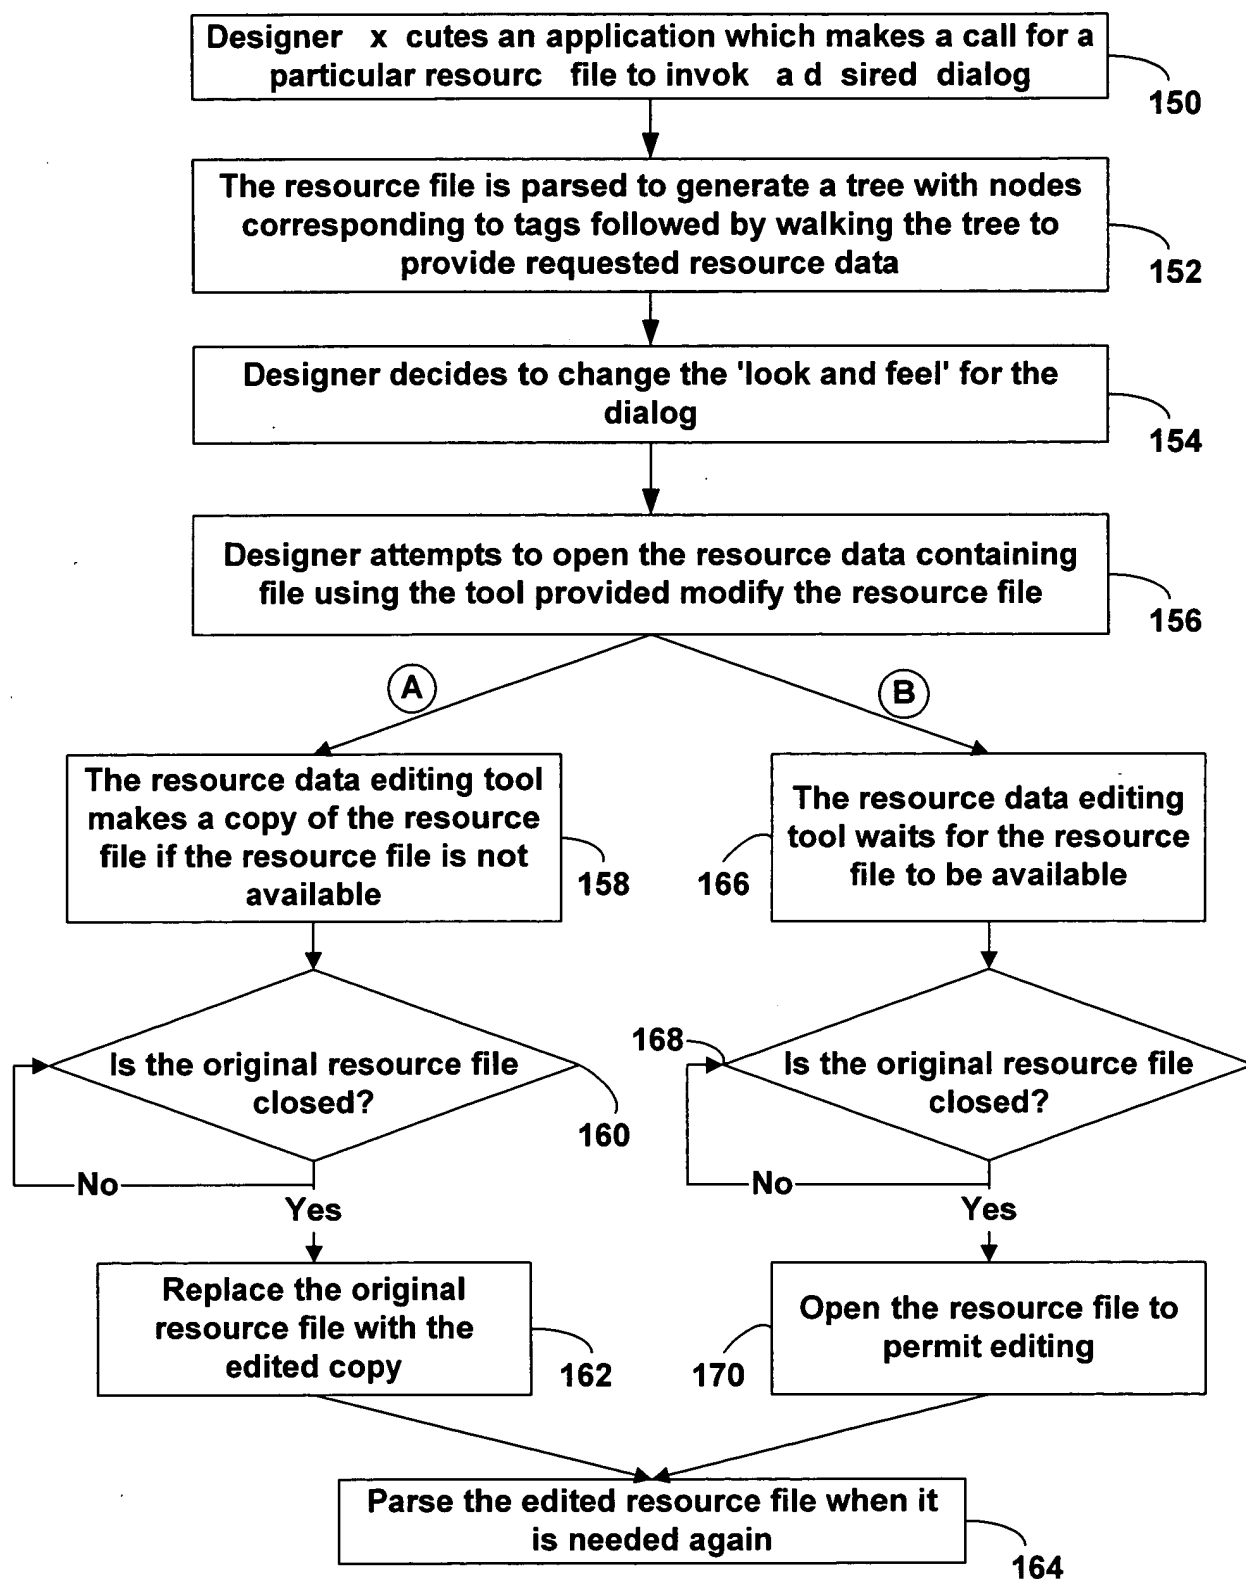 Designer x cutes an application which makes a call for a
particular resourc file to invok a d sired dialog
150
The resource file is parsed to generate a tree with nodes
corresponding to tags followed by walking the tree to
provide requested resource data
152
Designer decides to change the 'look and feel' for the
dialog
154
Designer attempts to open the resource data containing
file using the tool provided modify the resource file
156
A
B
The resource data editing tool
makes a copy of the resource
file if the resource file is not
available
158
The resource data editing
tool waits for the resource
file to be available
166
Is the original resource file
closed?
160
No
Yes
168
Is the original resource file
closed?
No
Yes
Replace the original
resource file with the
edited copy
162
Open the resource file to
permit editing
170
Parse the edited resource file when it
is needed again
164